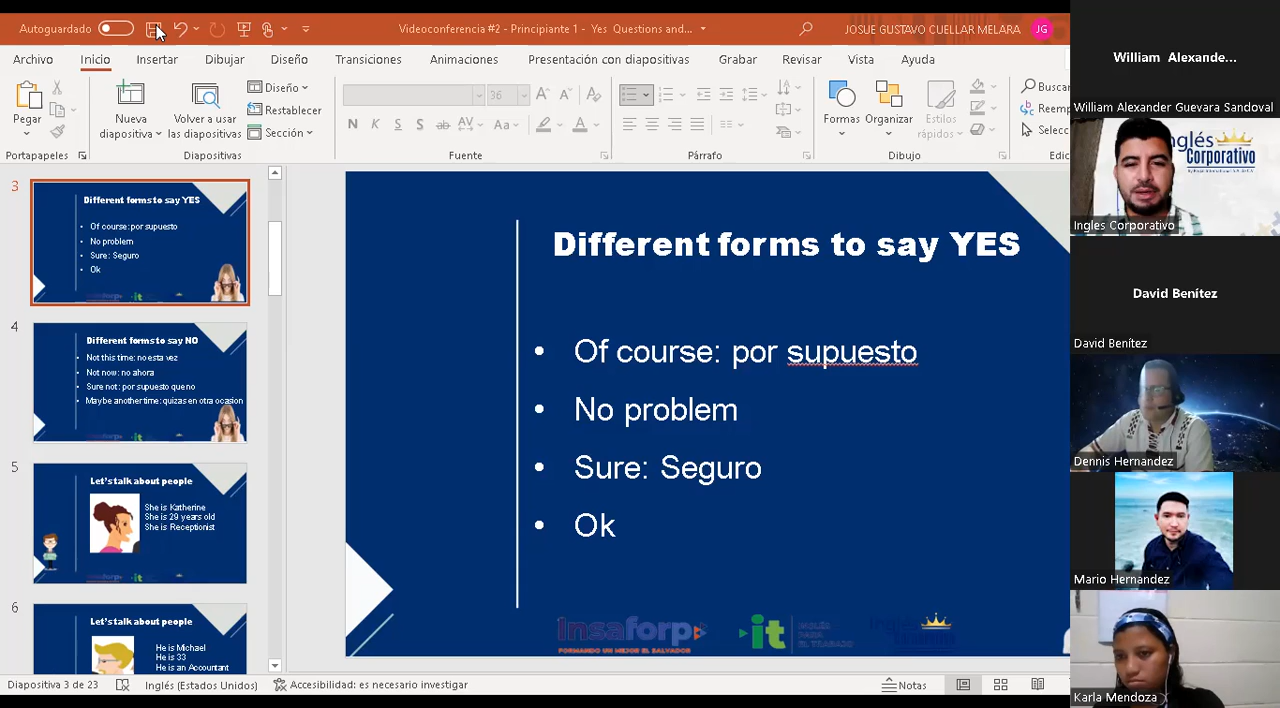 Autoguardado
Videoconferencia #2 - Principiante 1 - Yes Questions and...
JOSUE GUSTAVO CUELLAR MELARA
JG
Archivo Inicio Insertar Dibujar Diseño Transiciones Animaciones Presentación con diapositivas Grabar Revisar Vista Ayuda
Pegar
Nueva diapositiva
Volver a usar las diapositivas
Diseño
Restablecer
Sección
36
N K S S ab AV Aa A
Formas
Organizar
Estilos rápidos
Buscar
Reemp
Selecc
Portapapeles
Diapositivas
Fuente
Párrafo
Dibujo
Edic
3
Different forms to say YES
Of course: por supuesto
No problem
Sure: Seguro
Ok
4
Different forms to say NO
Not this time: no esta vez
Not now: no ahora
Sure not: por supuesto que no
Maybe another time: quizas en otra ocasion
5
Let's talk about people
She is Katherine
She is 29 years old
She is Receptionist
6
Let's talk about people
He is Michael
He is 33
He is an Accountant
Different forms to say YES
• Of course: por supuesto
• No problem
• Sure: Seguro
• Ok
Insaforp
FORMANDO UN MEJOR EL SALVADOR
it
INGLÉS
PARA
EL TRABAJO
Diapositiva 3 de 23
Inglés (Estados Unidos)
Accesibilidad: es necesario investigar
Notas
William Alexande...
William Alexander Guevara Sandoval
Inglés
Corporativo
Ingles Corporativo
David Benítez
David Benítez
Dennis Hernandez
Mario Hernandez
Karla Mendoza